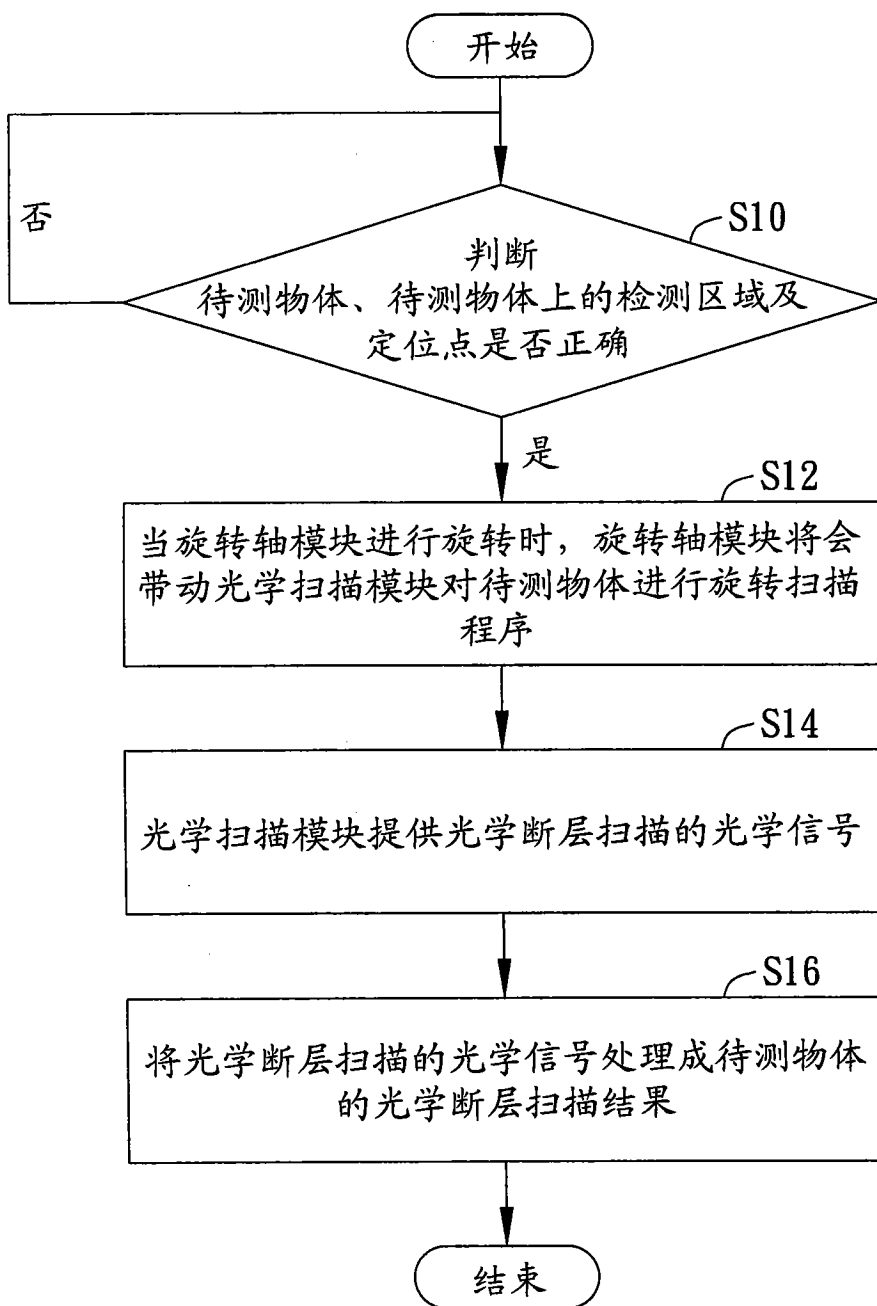 开始
否
S10
判断
待测物体、待测物体上的检测区域及
定位点是否正确
是
S12
当旋转轴模块进行旋转时，旋转轴模块将会
带动光学扫描模块对待测物体进行旋转扫描
程序
S14
光学扫描模块提供光学断层扫描的光学信号
S16
将光学断层扫描的光学信号处理成待测物体
的光学断层扫描结果
结束